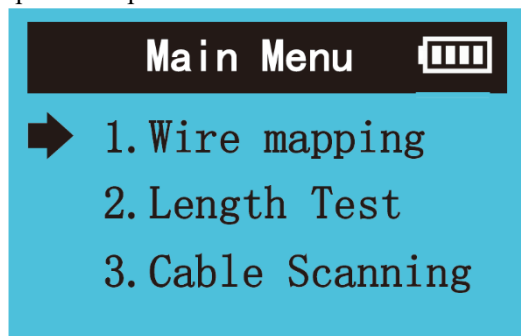 Main Menu
1.Wire mapping
2.Length Test
3.Cable Scanning